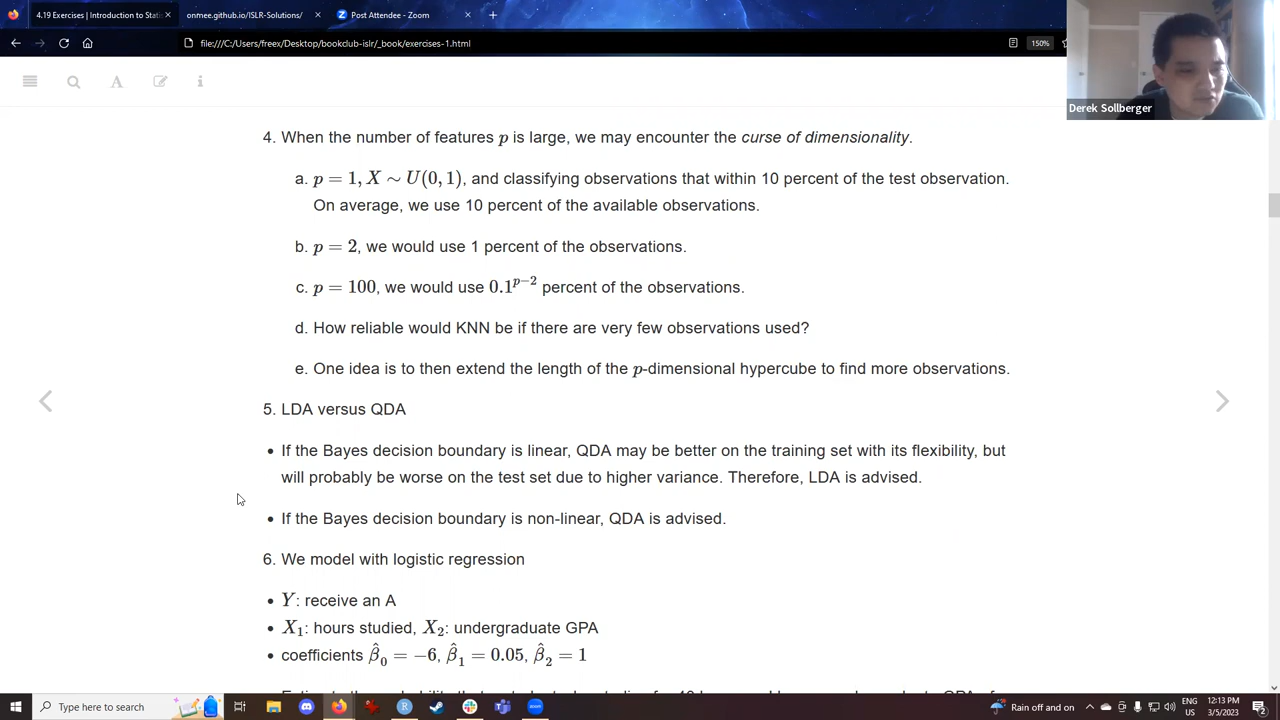 4.19 Exercises | Introduction to Stati
onmee.github.io/ISLR-Solutions/
Post Attendee - Zoom
file:///C:/Users/freex/Desktop/bookclub-islr/_book/exercises-1.html
150%
Derek Sollberger
4. When the number of features p is large, we may encounter the curse of dimensionality.
a. p = 1, X ∼ U(0, 1), and classifying observations that within 10 percent of the test observation.
On average, we use 10 percent of the available observations.
b. p = 2, we would use 1 percent of the observations.
c. p = 100, we would use 0.1^{p−2} percent of the observations.
d. How reliable would KNN be if there are very few observations used?
e. One idea is to then extend the length of the p-dimensional hypercube to find more observations.
5. LDA versus QDA
• If the Bayes decision boundary is linear, QDA may be better on the training set with its flexibility, but
will probably be worse on the test set due to higher variance. Therefore, LDA is advised.
• If the Bayes decision boundary is non-linear, QDA is advised.
6. We model with logistic regression
• Y: receive an A
• X₁: hours studied, X₂: undergraduate GPA
• coefficients β̂₀ = −6, β̂₁ = 0.05, β̂₂ = 1
Type here to search
Rain off and on
ENG
US
12:13 PM
3/5/2023
2